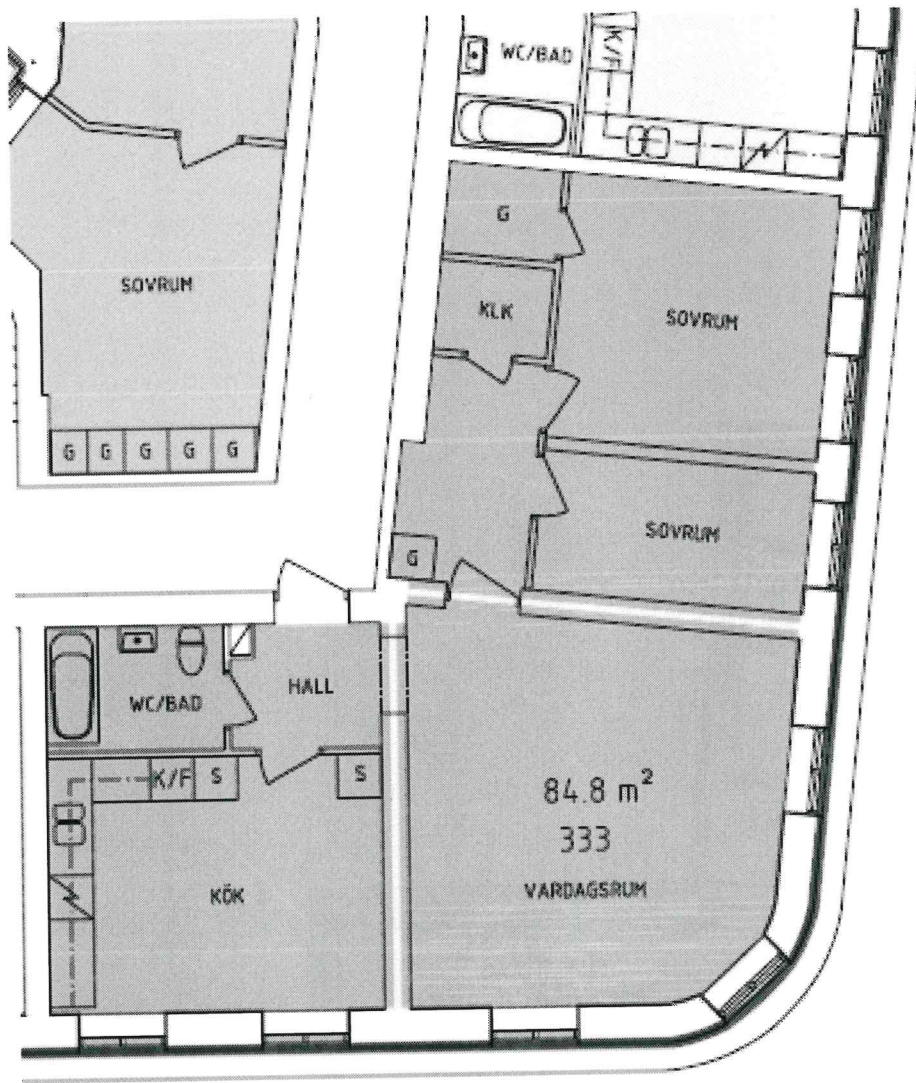 WC/BAD
K/F
G
KLK
SOVRUM
SOVRUM
G G G G G
SOVRUM
G
HALL
WC/BAD
K/F S
S
84.8 m²
333
VARDAGSRUM
KÖK